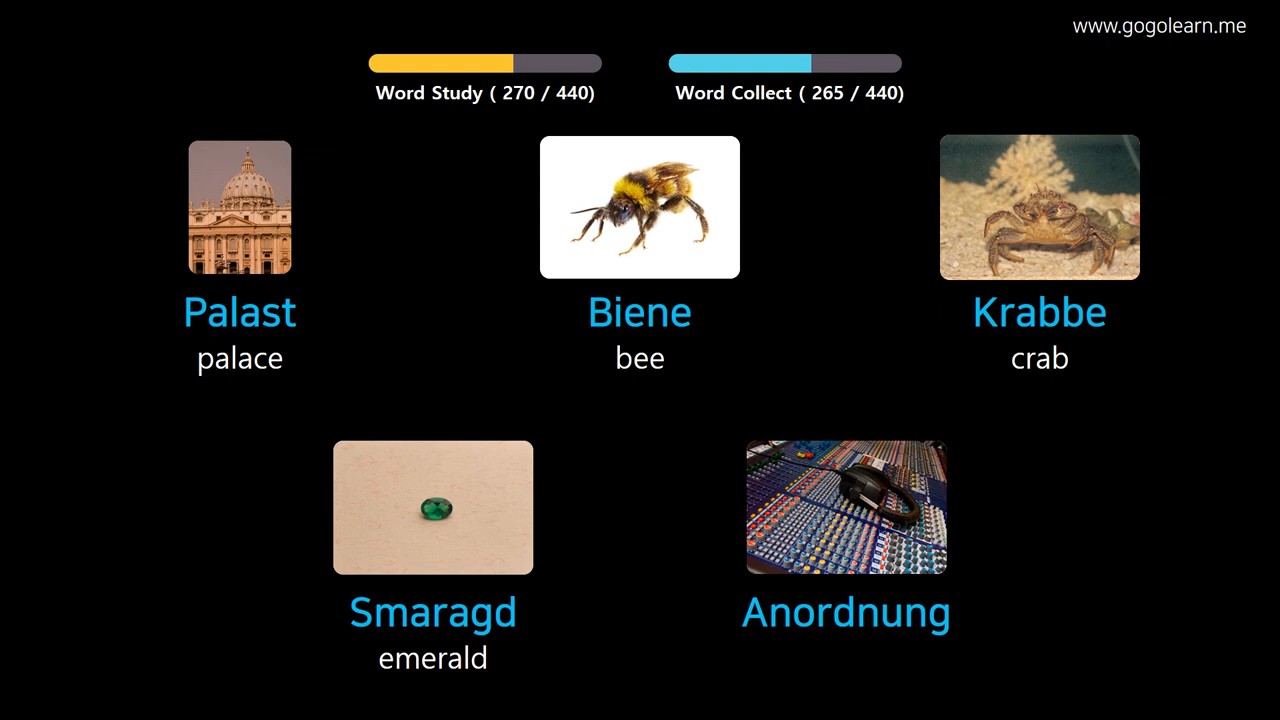 www.gogolearn.me
Word Study ( 270 / 440)
Word Collect ( 265 / 440)
Palast
palace
Biene
bee
Krabbe
crab
Smaragd
emerald
Anordnung